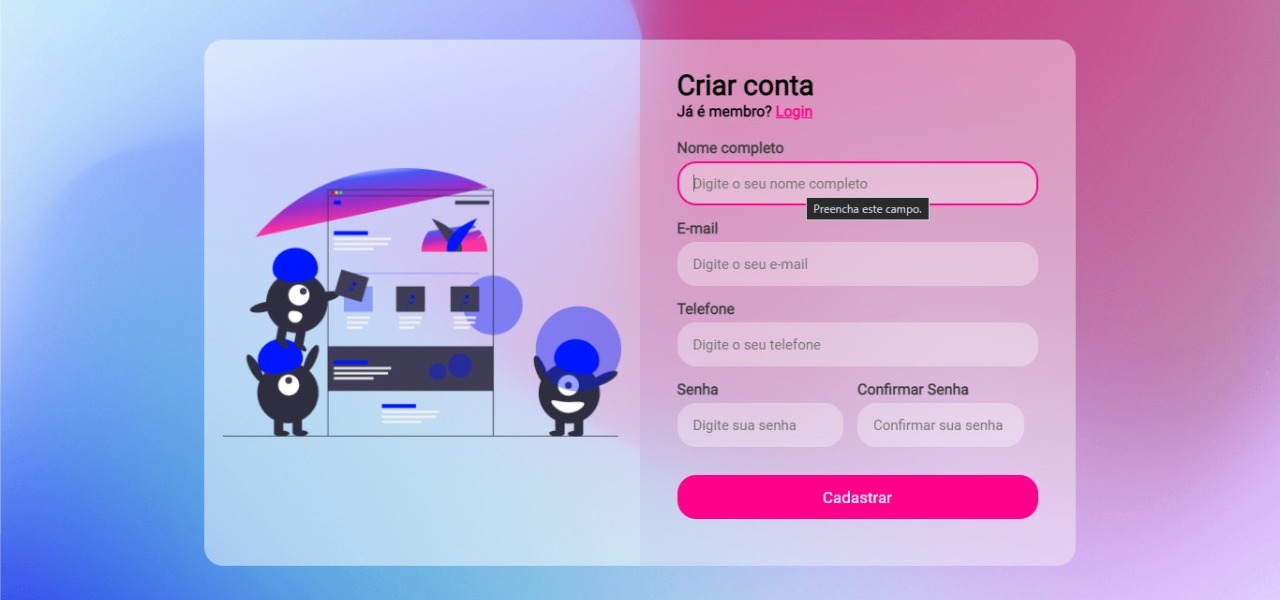 Criar conta
Já é membro? Login
Nome completo
Digite o seu nome completo
Preencha este campo.
E-mail
Digite o seu e-mail
Telefone
Digite o seu telefone
Senha
Confirmar Senha
Digite sua senha
Confirmar sua senha
Cadastrar